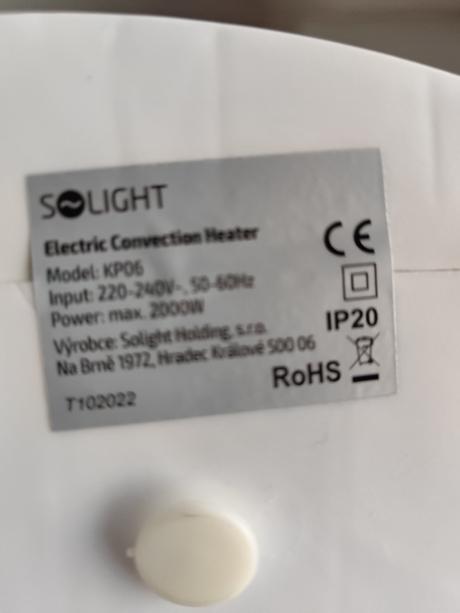 SOLIGHT
Electric Convection Heater
Model: KP06
Input: 220-240V~, 50-60Hz
Power: max. 2000W
Výrobce: Solight Holding, s.r.o.
Na Brně 1972, Hradec Králové 500 06
T102022
CE
IP20
RoHS